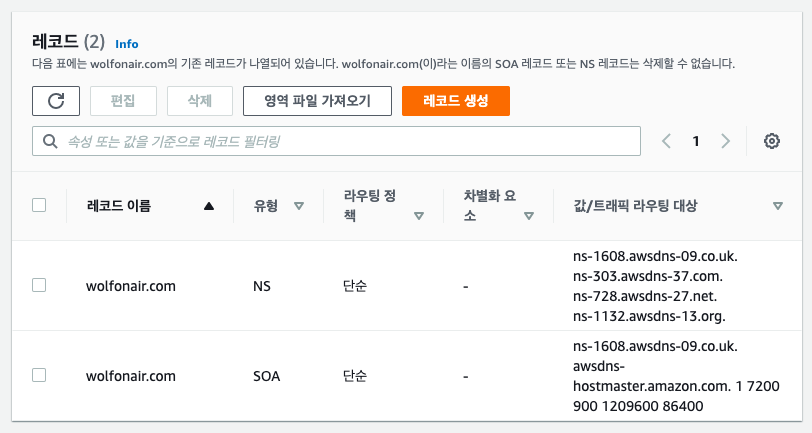 레코드 (2) Info
다음 표에는 wolfonair.com의 기존 레코드가 나열되어 있습니다. wolfonair.com(이)라는 이름의 SOA 레코드 또는 NS 레코드는 삭제할 수 없습니다.
편집 삭제 영역 파일 가져오기 레코드 생성
속성 또는 값을 기준으로 레코드 필터링 1
레코드 이름 유형 라우팅 정책 차별화 요소 값/트래픽 라우팅 대상
wolfonair.com NS 단순 - ns-1608.awsdns-09.co.uk.
ns-303.awsdns-37.com.
ns-728.awsdns-27.net.
ns-1132.awsdns-13.org.
wolfonair.com SOA 단순 - ns-1608.awsdns-09.co.uk.
awsdns-
hostmaster.amazon.com. 1 7200
900 1209600 86400